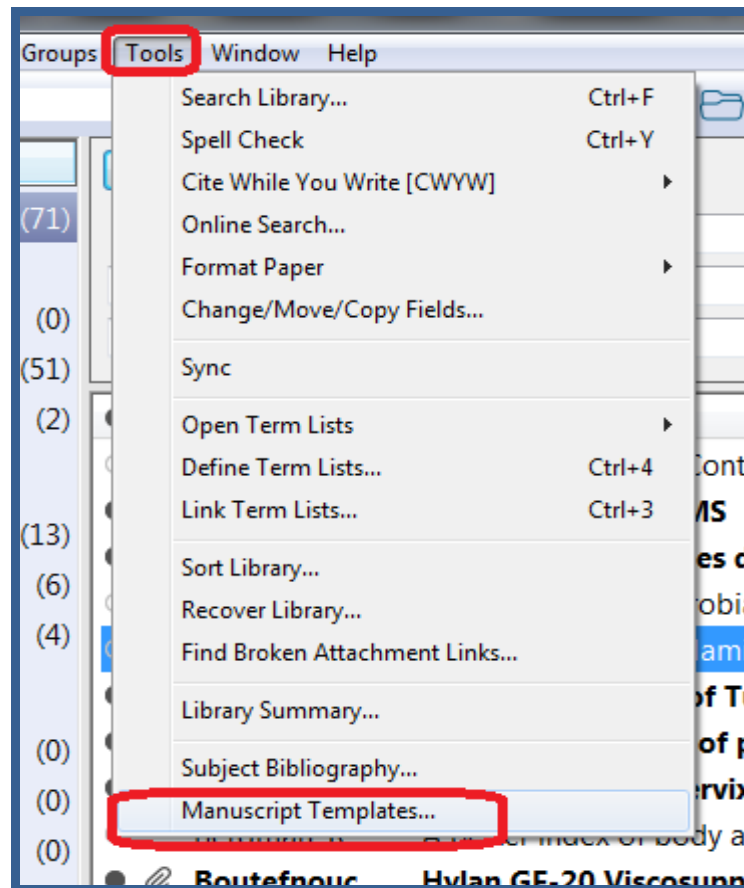 Groups Tools Window Help
Search Library... Ctrl+F
Spell Check Ctrl+Y
Cite While You Write [CWYW]
(71)
Online Search...
Format Paper
(0)
Change/Move/Copy Fields...
(51)
Sync
(2)
Open Term Lists
Define Term Lists... Ctrl+4
Link Term Lists... Ctrl+3
MS
(13)
Sort Library...
(6)
Recover Library...
(4)
Find Broken Attachment Links...
Library Summary...
of
(0)
of
Subject Bibliography...
(0)
Manuscript Templates...
(0)
index of body a
Boutefnouc Hylan GF-20